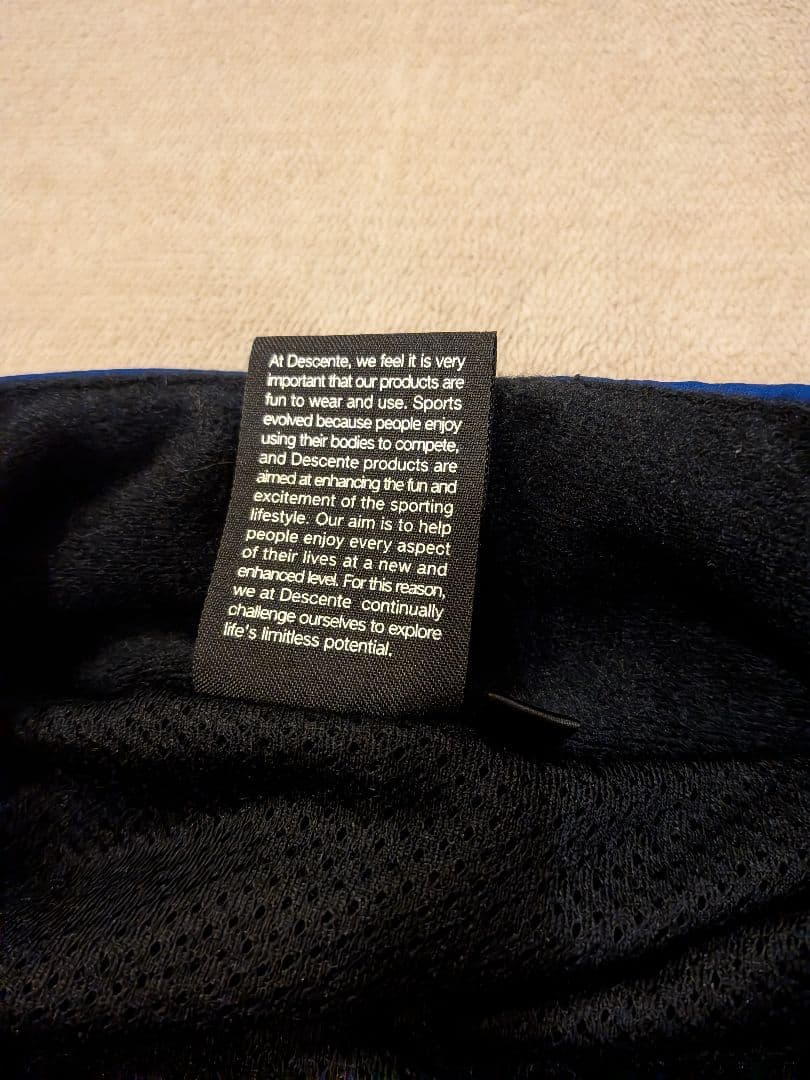 At Descente, we feel it is very
important that our products are
fun to wear and use. Sports
evolved because people enjoy
using their bodies to compete,
and Descente products are
aimed at enhancing the fun and
excitement of the sporting
lifestyle. Our aim is to help
people enjoy every aspect
of their lives at a new and
enhanced level. For this reason,
we at Descente continually
challenge ourselves to explore
life's limitless potential.